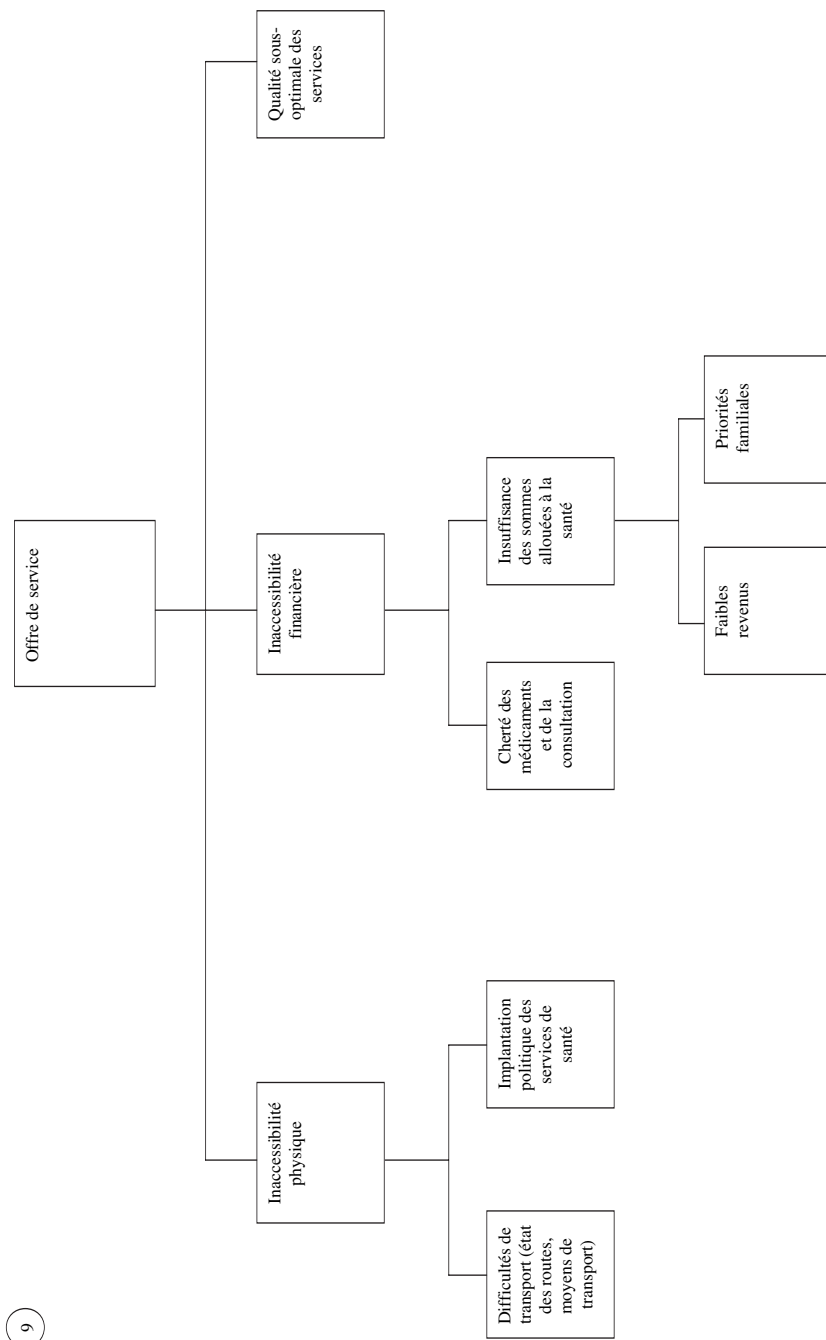 9
Offre de service
Inaccessibilité
physique
Inaccessibilité
financière
Qualité sous-
optimale des
services
Difficultés de
transport (état
des routes,
moyens de
transport)
Implantation
politique des
services de
santé
Cherté des
médicaments
et de la
consultation
Insuffisance
des sommes
allouées à la
santé
Faibles
revenus
Priorités
familiales